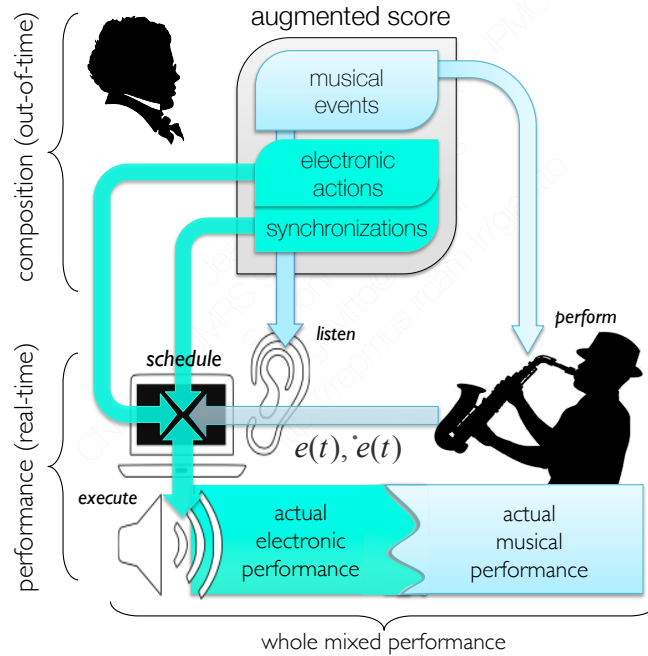 augmented score
composition (out-of-time)
musical
events
electronic
actions
synchronizations
listen
perform
schedule
performance (real-time)
e(t), ˙e(t)
execute
actual
electronic
performance
actual
musical
performance
whole mixed performance